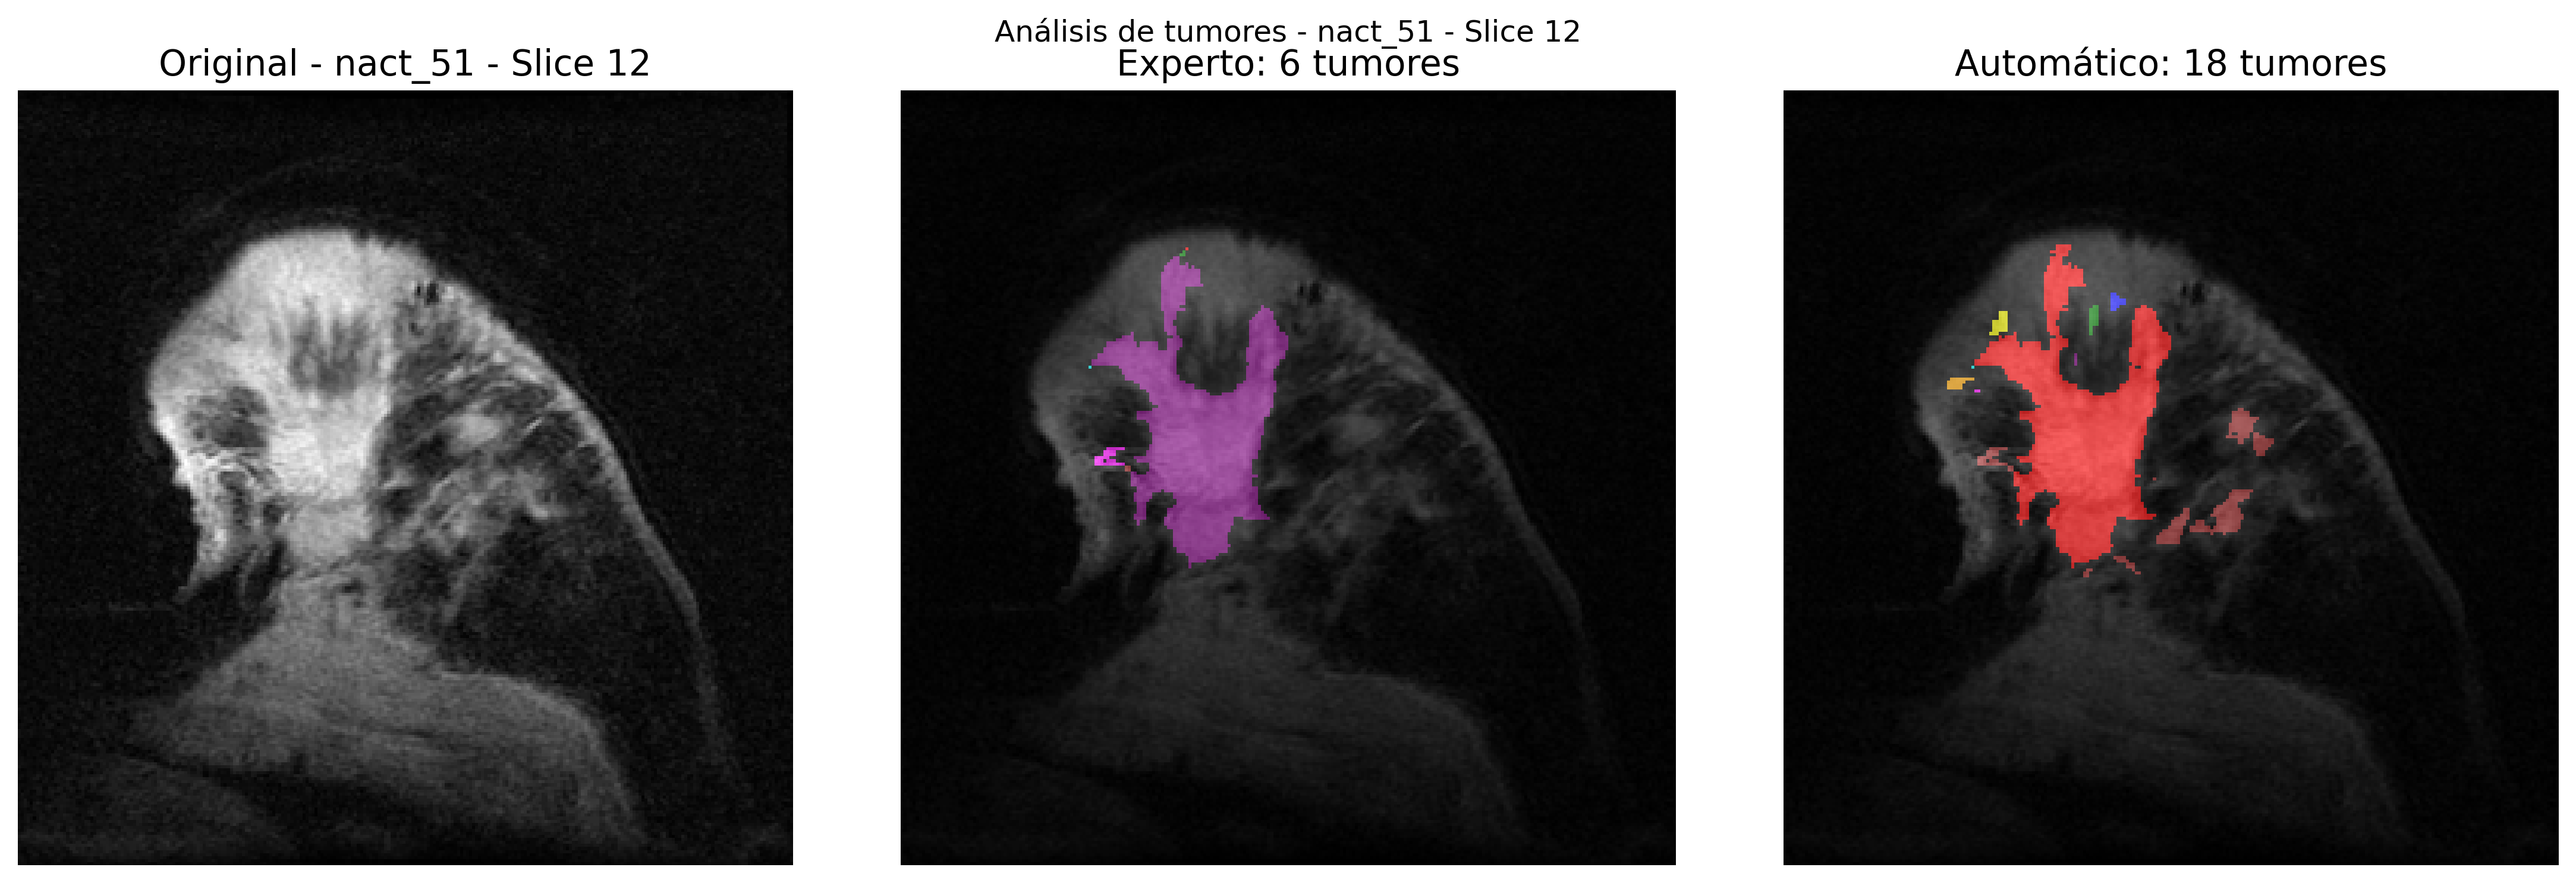 Análisis de tumores - nact_51 - Slice 12
Original - nact_51 - Slice 12
Experto: 6 tumores
Automático: 18 tumores